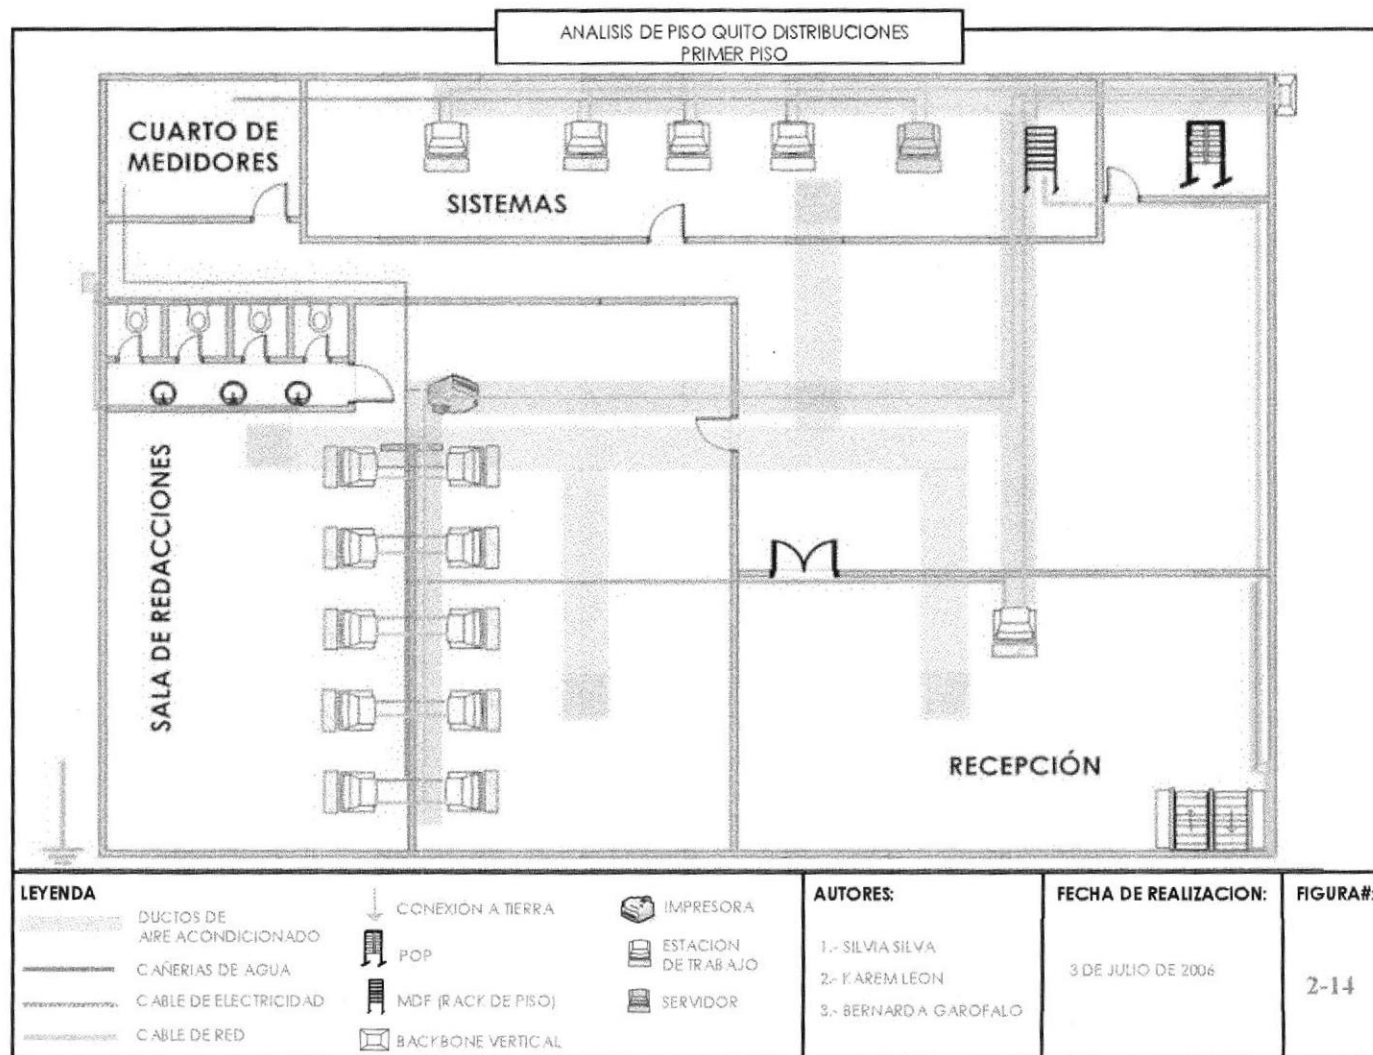 ANALISIS DE PISO QUITO DISTRIBUCIONES
PRIMER PISO
CUARTO DE
MEDIDORES
SISTEMAS
SALA DE REDACCIONES
RECEPCIÓN
LEYENDA
DUCTOS DE
AIRE ACONDICIONADO
CAÑERIAS DE AGUA
CABLE DE ELECTRICIDAD
CABLE DE RED
CONEXION A TIERRA
POP
MDF (RACK DE PISO)
BACKBONE VERTICAL
IMPRESORA
ESTACION
DE TRABAJO
SERVIDOR
AUTORES:
1.- SILVIA SILVA
2.- KAREM LEON
3.- BERNARDA GAROFALO
FECHA DE REALIZACION:
3 DE JULIO DE 2006
FIGURA#:
2-14